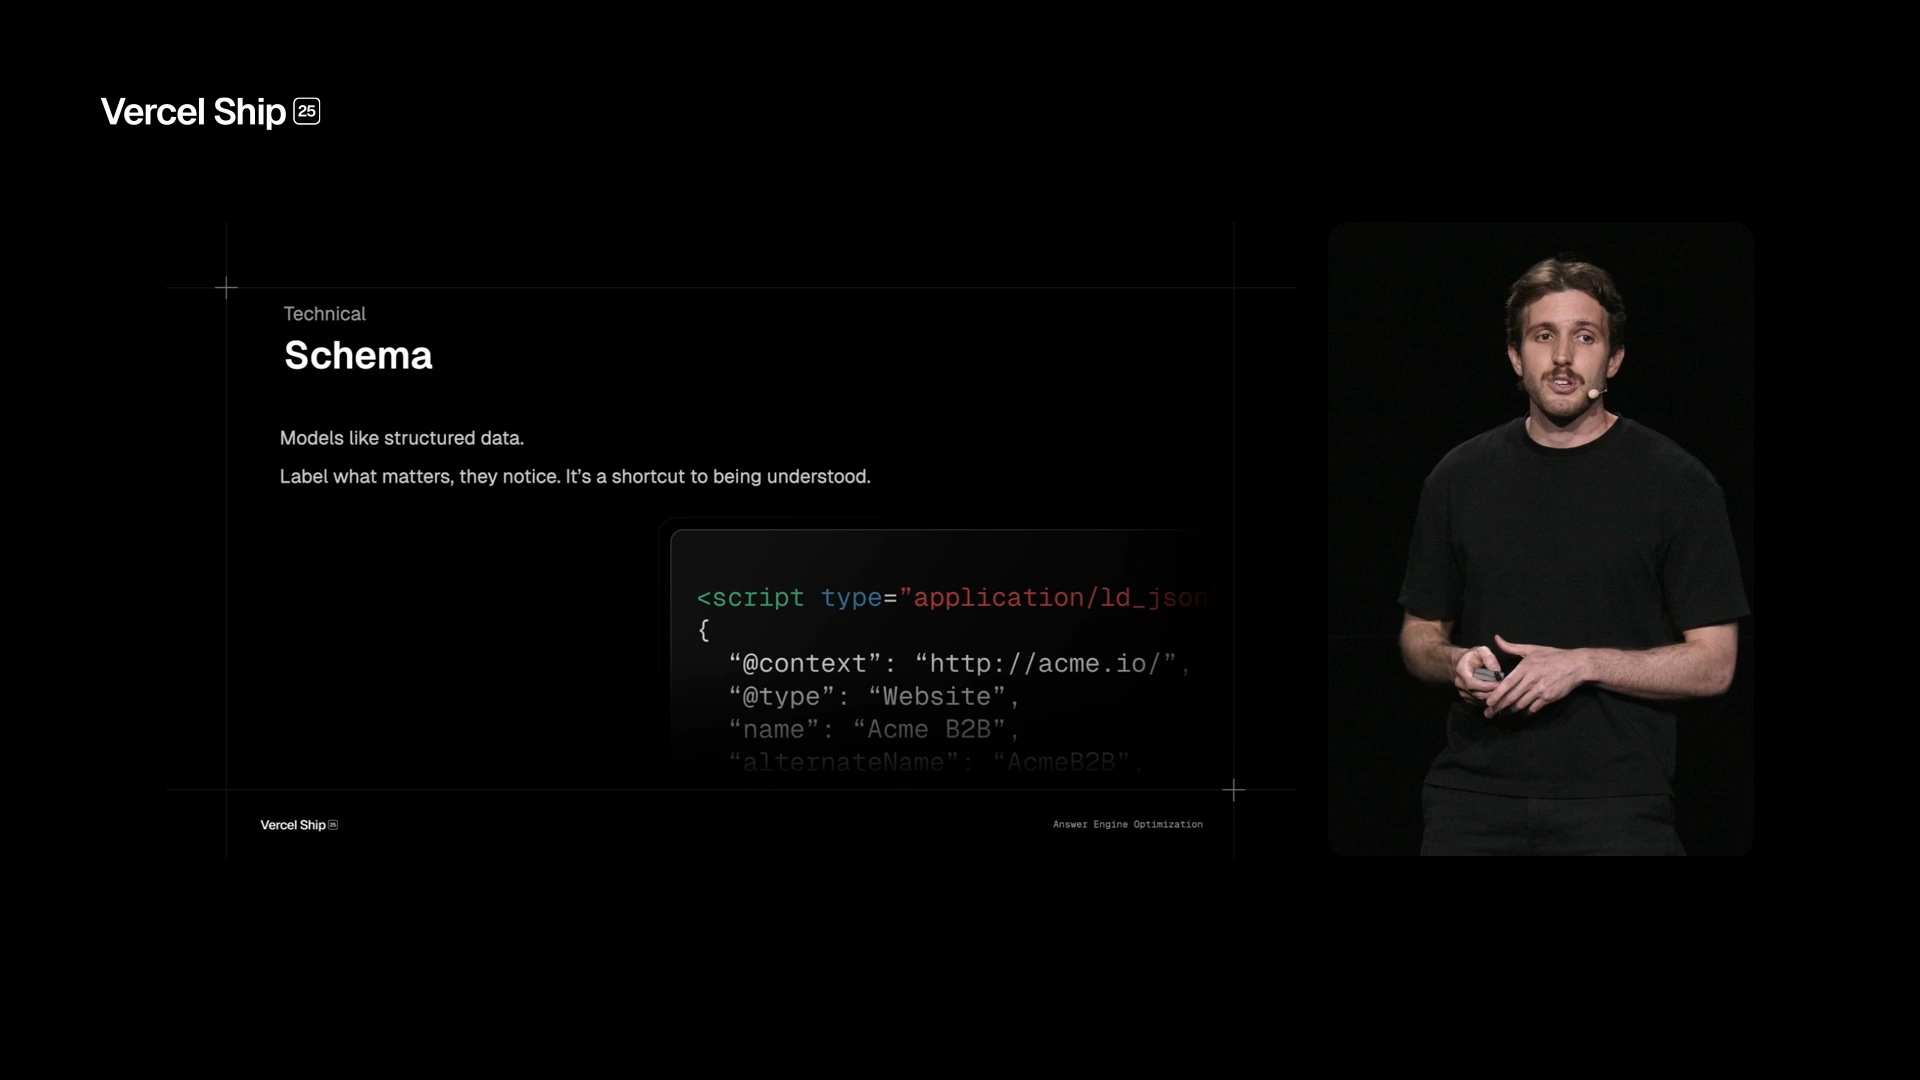 Vercel Ship 25
Technical
Schema
Models like structured data.
Label what matters, they notice. It’s a shortcut to being understood.
<script type=”application/ld_json
{
“@context”: “http://acme.io/”,
“@type”: “Website”,
“name”: “Acme B2B”,
“alternateName”: “AcmeB2B”,
Vercel Ship 25
Answer Engine Optimization